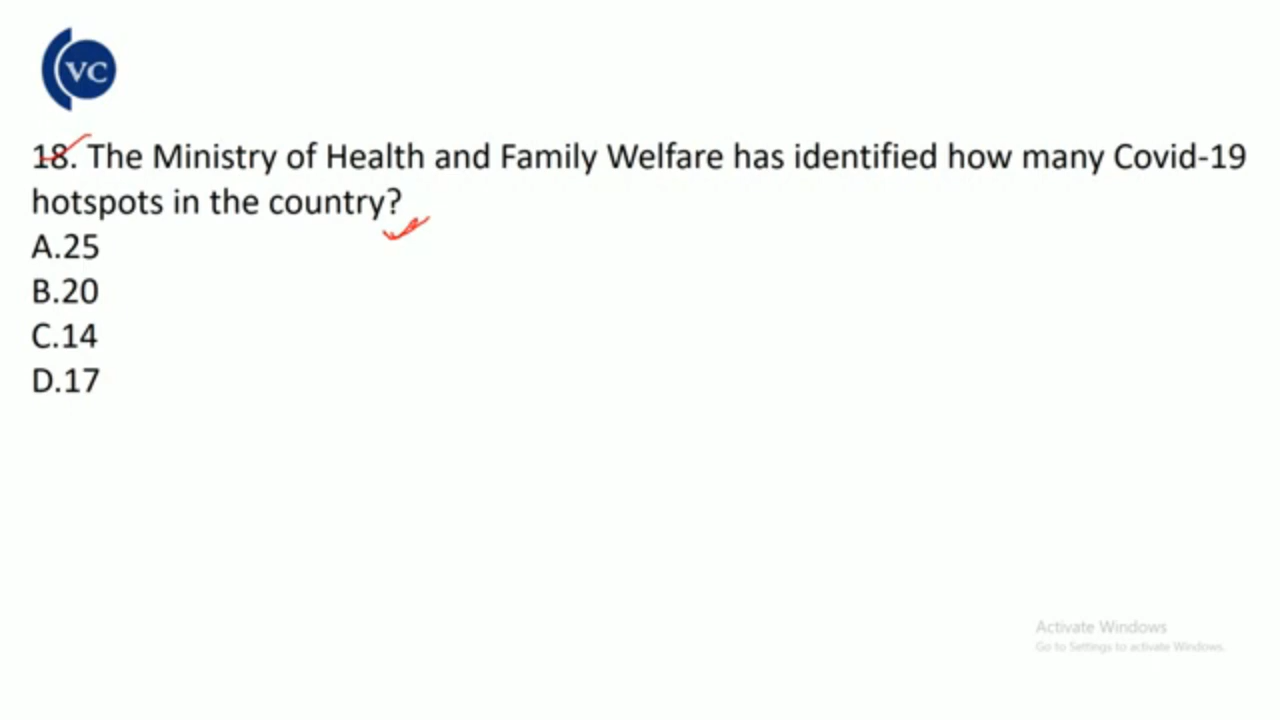 VC
18. The Ministry of Health and Family Welfare has identified how many Covid-19
hotspots in the country?
A.25
B.20
C.14
D.17
Activate Windows
Go to Settings to activate Windows.